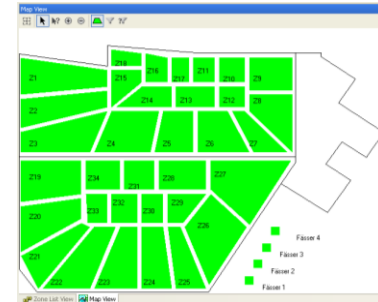 Map View
Z1
Z2
Z3
Z4
Z5
Z6
Z7
Z8
Z9
Z10
Z11
Z12
Z13
Z14
Z15
Z16
Z17
Z18
Z19
Z20
Z21
Z22
Z23
Z24
Z25
Z26
Z27
Z28
Z29
Z30
Z31
Z32
Z33
Z34
Fässer 4
Fässer 3
Fässer 2
Fässer 1
Zone List View
Map View